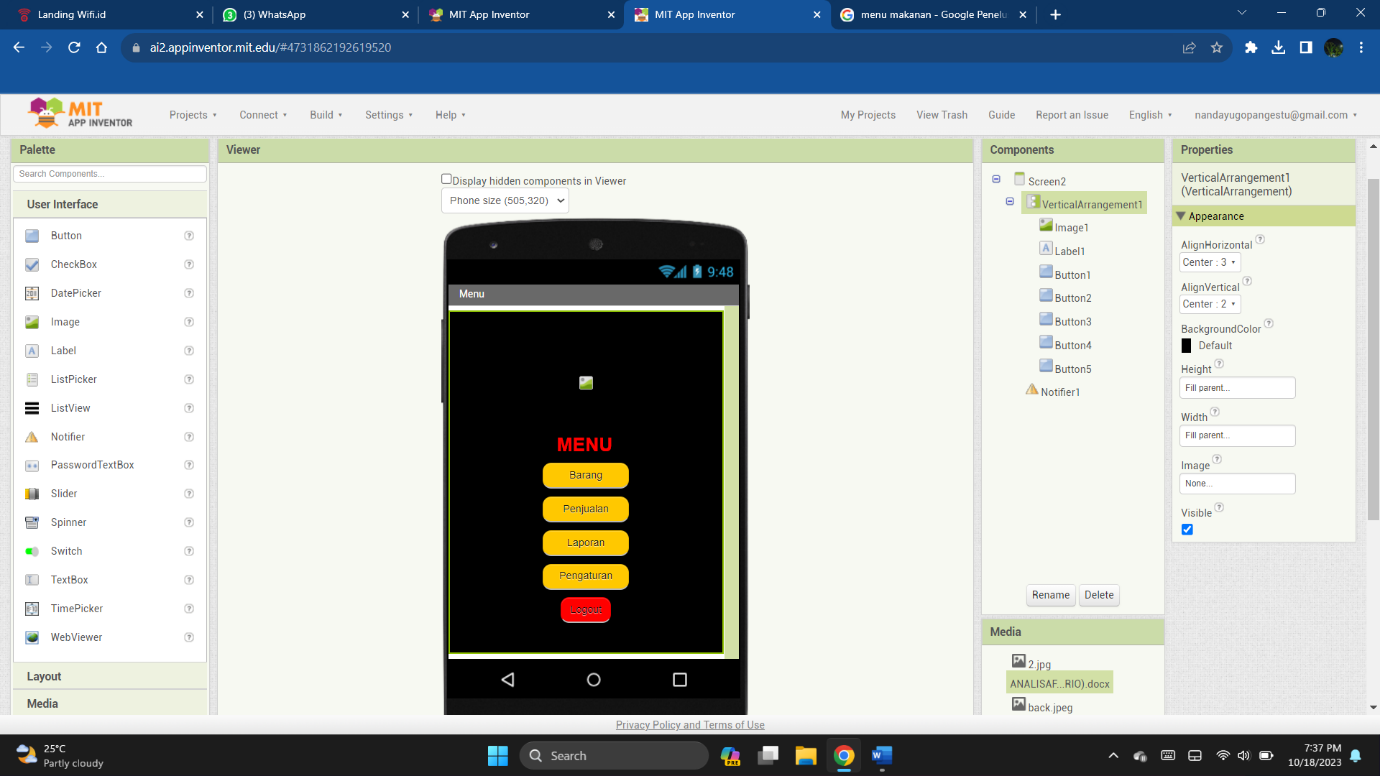 Landing Wifi.id
(3) WhatsApp
MIT App Inventor
MIT App Inventor
menu makanan - Google Penelu
ai2.appinventor.mit.edu/#4731862192619520
MIT
APP INVENTOR
Projects
Connect
Build
Settings
Help
My Projects
View Trash
Guide
Report an Issue
English
nandayugopangestu@gmail.com
Palette
Search Components...
User Interface
Button
CheckBox
DatePicker
Image
Label
ListPicker
ListView
Notifier
PasswordTextBox
Slider
Spinner
Switch
TextBox
TimePicker
WebViewer
Layout
Media
Viewer
Display hidden components in Viewer
Phone size (505,320)
9:48
Menu
MENU
Barang
Penjualan
Laporan
Pengaturan
Logout
Components
Screen2
VerticalArrangement1
Image1
Label1
Button1
Button2
Button3
Button4
Button5
Notifier1
Rename
Delete
Media
2.jpg
ANALISAF...RIO).docx
back.jpeg
Properties
VerticalArrangement1
(VerticalArrangement)
Appearance
AlignHorizontal
Center : 3
AlignVertical
Center : 2
BackgroundColor
Default
Height
Fill parent...
Width
Fill parent...
Image
None...
Visible
Privacy Policy and Terms of Use
25°C
Partly cloudy
Search
PRE
7:37 PM
10/18/2023